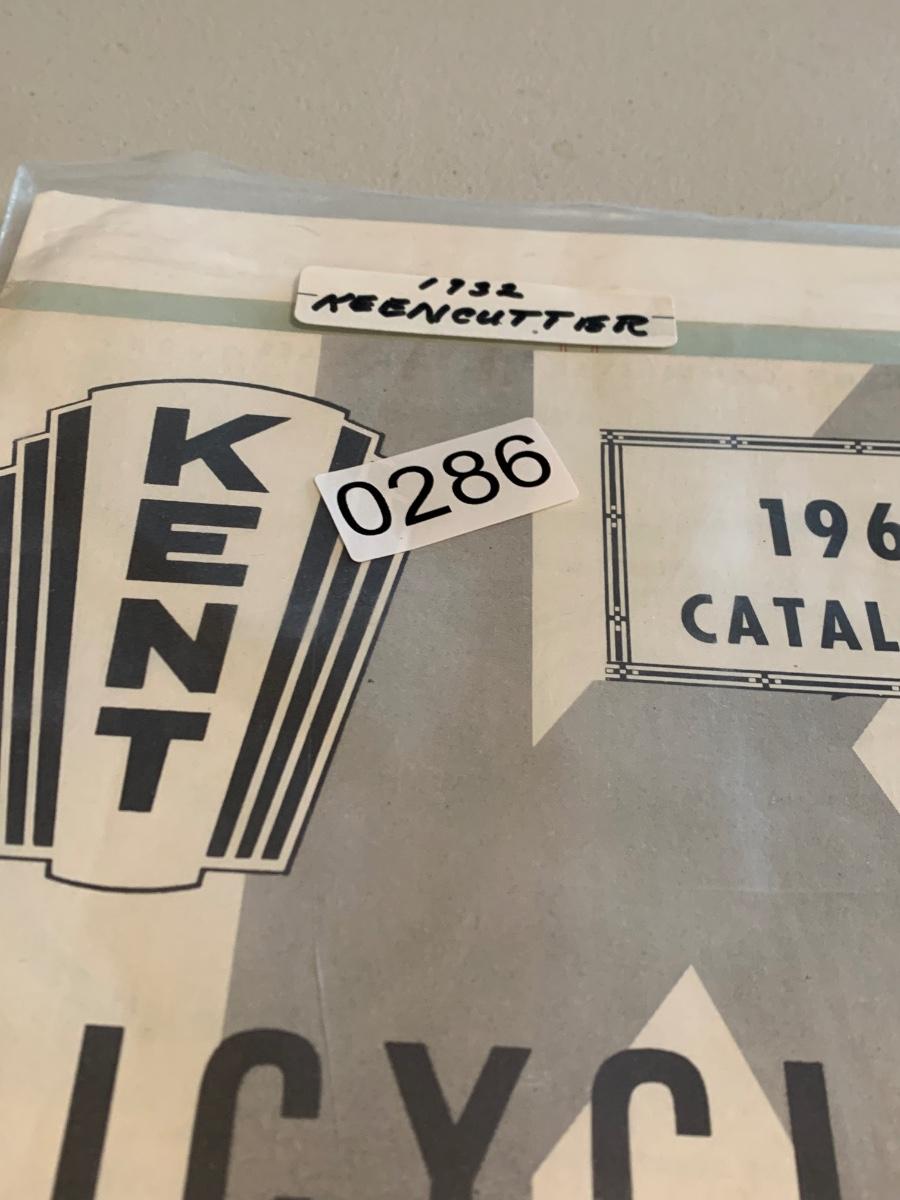 1932
KEENCUTTER
KENT
0286
196
CATAL
ICYCL